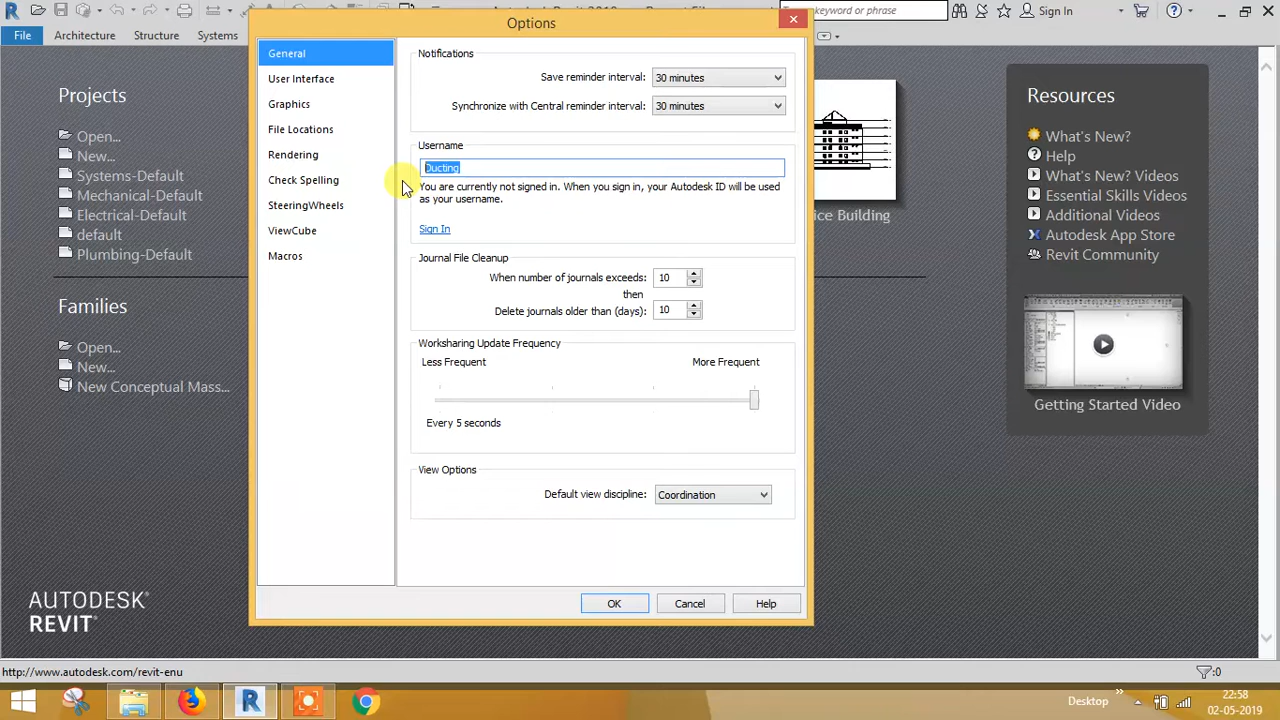 Options
keyword or phrase
Sign In
File
Structure
Systems
General
User Interface
Graphics
File Locations
Rendering
Check Spelling
SteeringWheels
ViewCube
Macros
Notifications
Save reminder interval: 30 minutes
Synchronize with Central reminder interval: 30 minutes
Username
Ducting
You are currently not signed in. When you sign in, your Autodesk ID will be used
as your username.
Sign In
Journal File Cleanup
When number of journals exceeds: 10
then
Delete journals older than (days): 10
Worksharing Update Frequency
Less Frequent More Frequent
Every 5 seconds
View Options
Default view discipline: Coordination
OK Cancel Help
Projects
Open...
New...
Systems-Default
Mechanical-Default
Electrical-Default
default
Plumbing-Default
Families
Open...
New...
New Conceptual Mass...
Building
Resources
What's New?
Help
What's New? Videos
Essential Skills Videos
Additional Videos
Autodesk App Store
Revit Community
Getting Started Video
AUTODESK®
REVIT®
http://www.autodesk.com/revit-enu
:0
Desktop
22:58
02-05-2019